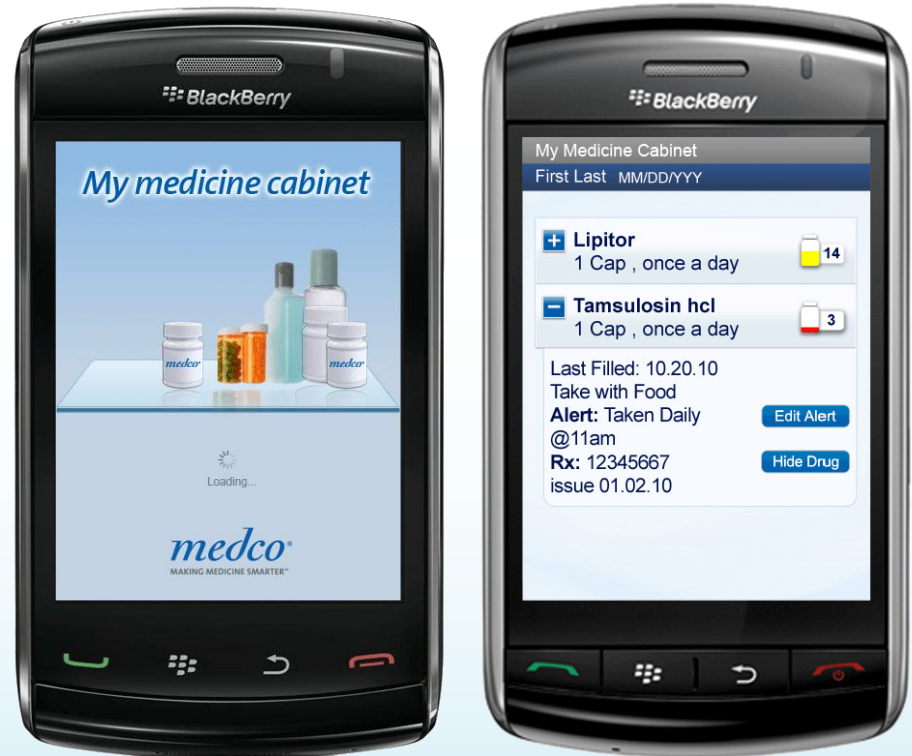 BlackBerry
My medicine cabinet
medco
medco
Loading...
medco®
MAKING MEDICINE SMARTER™
BlackBerry
My Medicine Cabinet
First Last MM/DD/YYY
Lipitor
1 Cap , once a day
14
Tamsulosin hcl
1 Cap , once a day
3
Last Filled: 10.20.10
Take with Food
Alert: Taken Daily
@11am
Edit Alert
Rx: 12345667
issue 01.02.10
Hide Drug